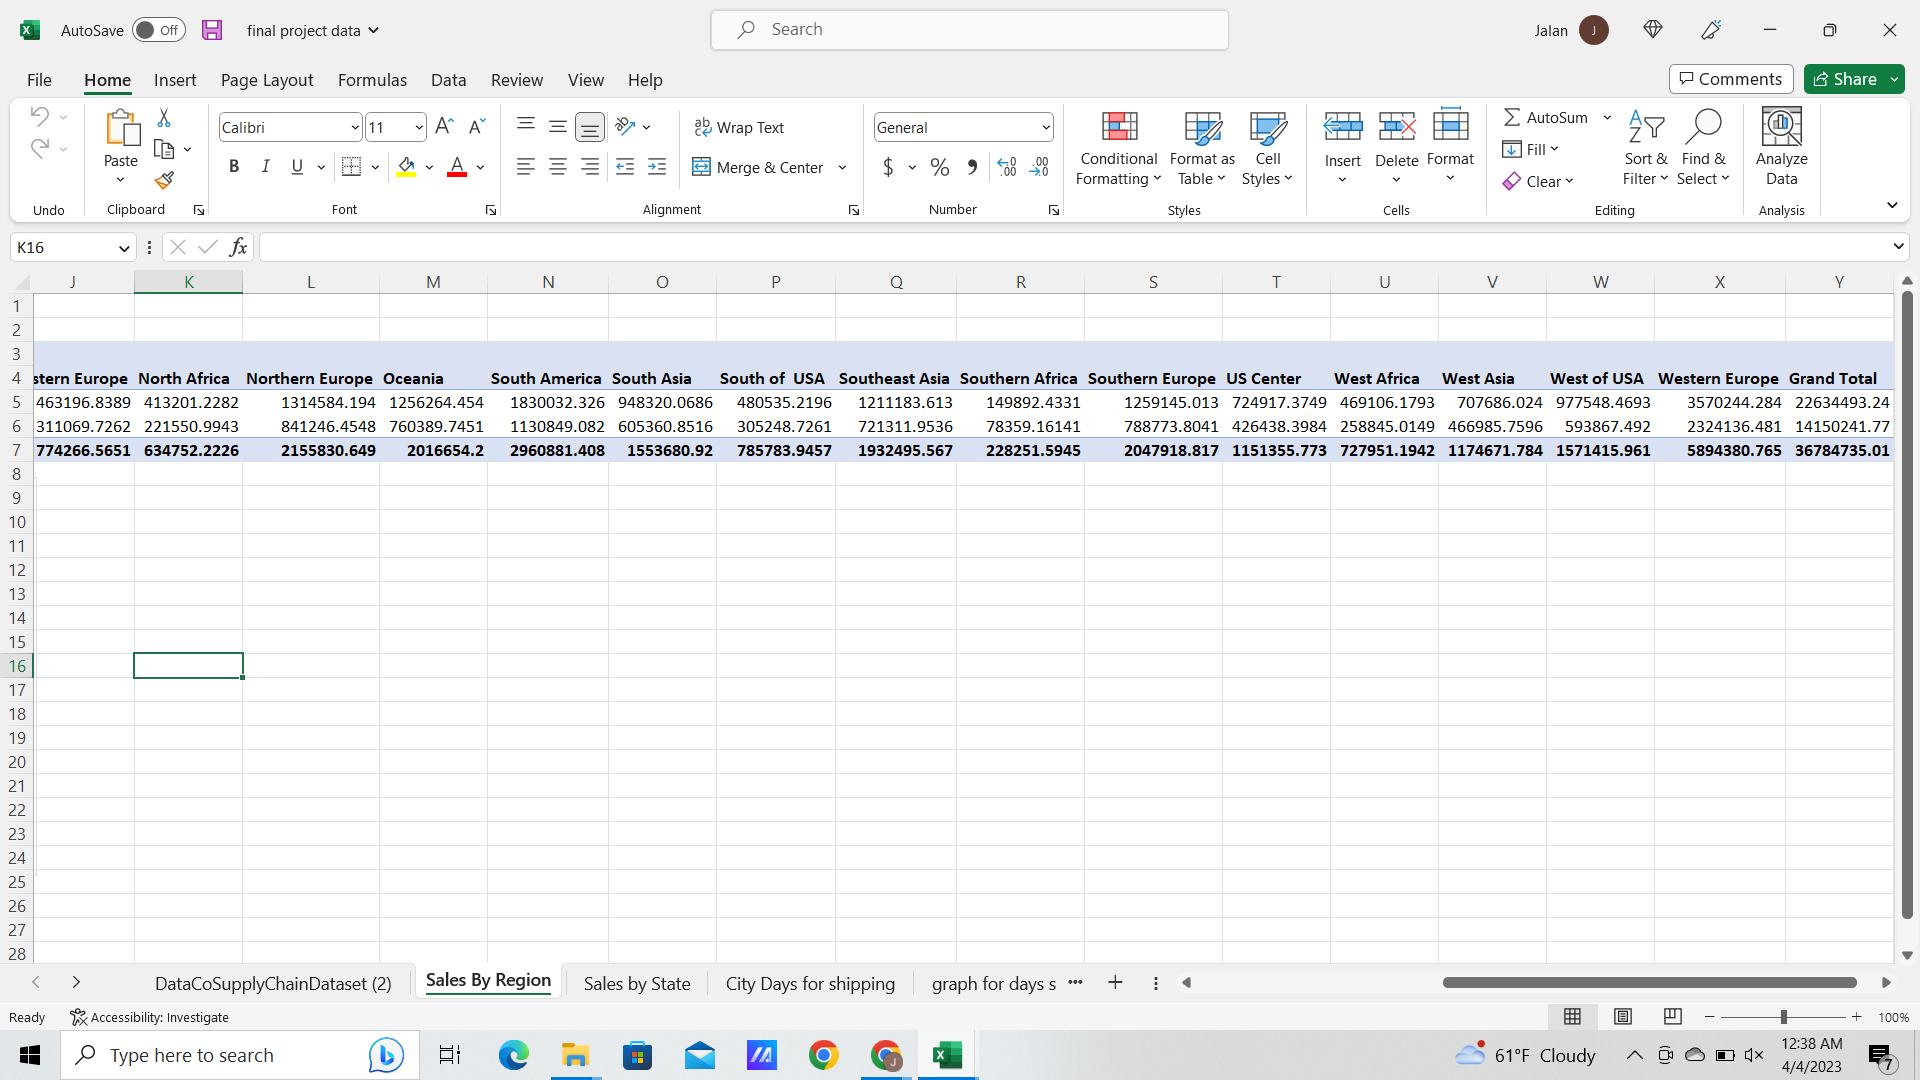 AutoSave Off final project data Search Jalan J
File Home Insert Page Layout Formulas Data Review View Help Comments Share
Calibri 11 Wrap Text General AutoSum
Paste B I U Merge & Center $ % Conditional Formatting Format as Table Cell Styles Insert Delete Format Fill Clear Sort & Filter Find & Select Analyze Data
Undo Clipboard Font Alignment Number Styles Cells Editing Analysis
K16 fx
J K L M N O P Q R S T U V W X Y
1
2
3
4 stern Europe North Africa Northern Europe Oceania South America South Asia South of  USA Southeast Asia Southern Africa Southern Europe US Center West Africa West Asia West of USA Western Europe Grand Total
5 463196.8389 413201.2282 1314584.194 1256264.454 1830032.326 948320.0686 480535.2196 1211183.613 149892.4331 1259145.013 724917.3749 469106.1793 707686.024 977548.4693 3570244.284 22634493.24
6 311069.7262 221550.9943 841246.4548 760389.7451 1130849.082 605360.8516 305248.7261 721311.9536 78359.16141 788773.8041 426438.3984 258845.0149 466985.7596 593867.492 2324136.481 14150241.77
7 774266.5651 634752.2226 2155830.649 2016654.2 2960881.408 1553680.92 785783.9457 1932495.567 228251.5945 2047918.817 1151355.773 727951.1942 1174671.784 1571415.961 5894380.765 36784735.01
8
9
10
11
12
13
14
15
16
17
18
19
20
21
22
23
24
25
26
27
28
DataCoSupplyChainDataset (2) Sales By Region Sales by State City Days for shipping graph for days s
Ready Accessibility: Investigate 100%
Type here to search 61°F Cloudy 12:38 AM
4/4/2023 7